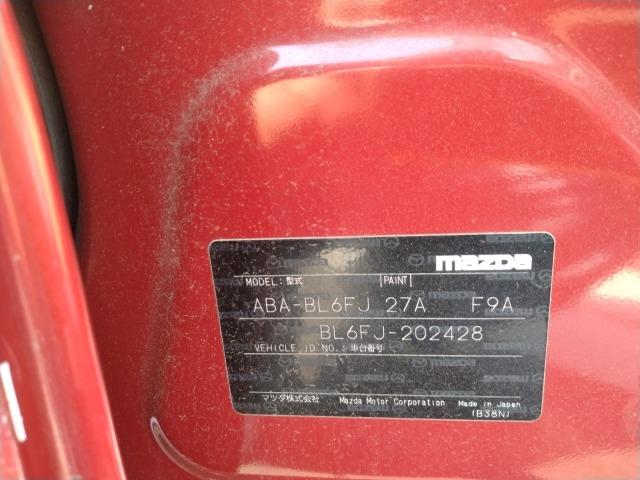 mazda
MODEL: 型式 PAINT
ABA-BL6FJ 27A F9A
BL6FJ-202428
VEHICLE ID NO.: 車台番号
マツダ株式会社 Mazda Motor Corporation Made in Japan
(B38N)